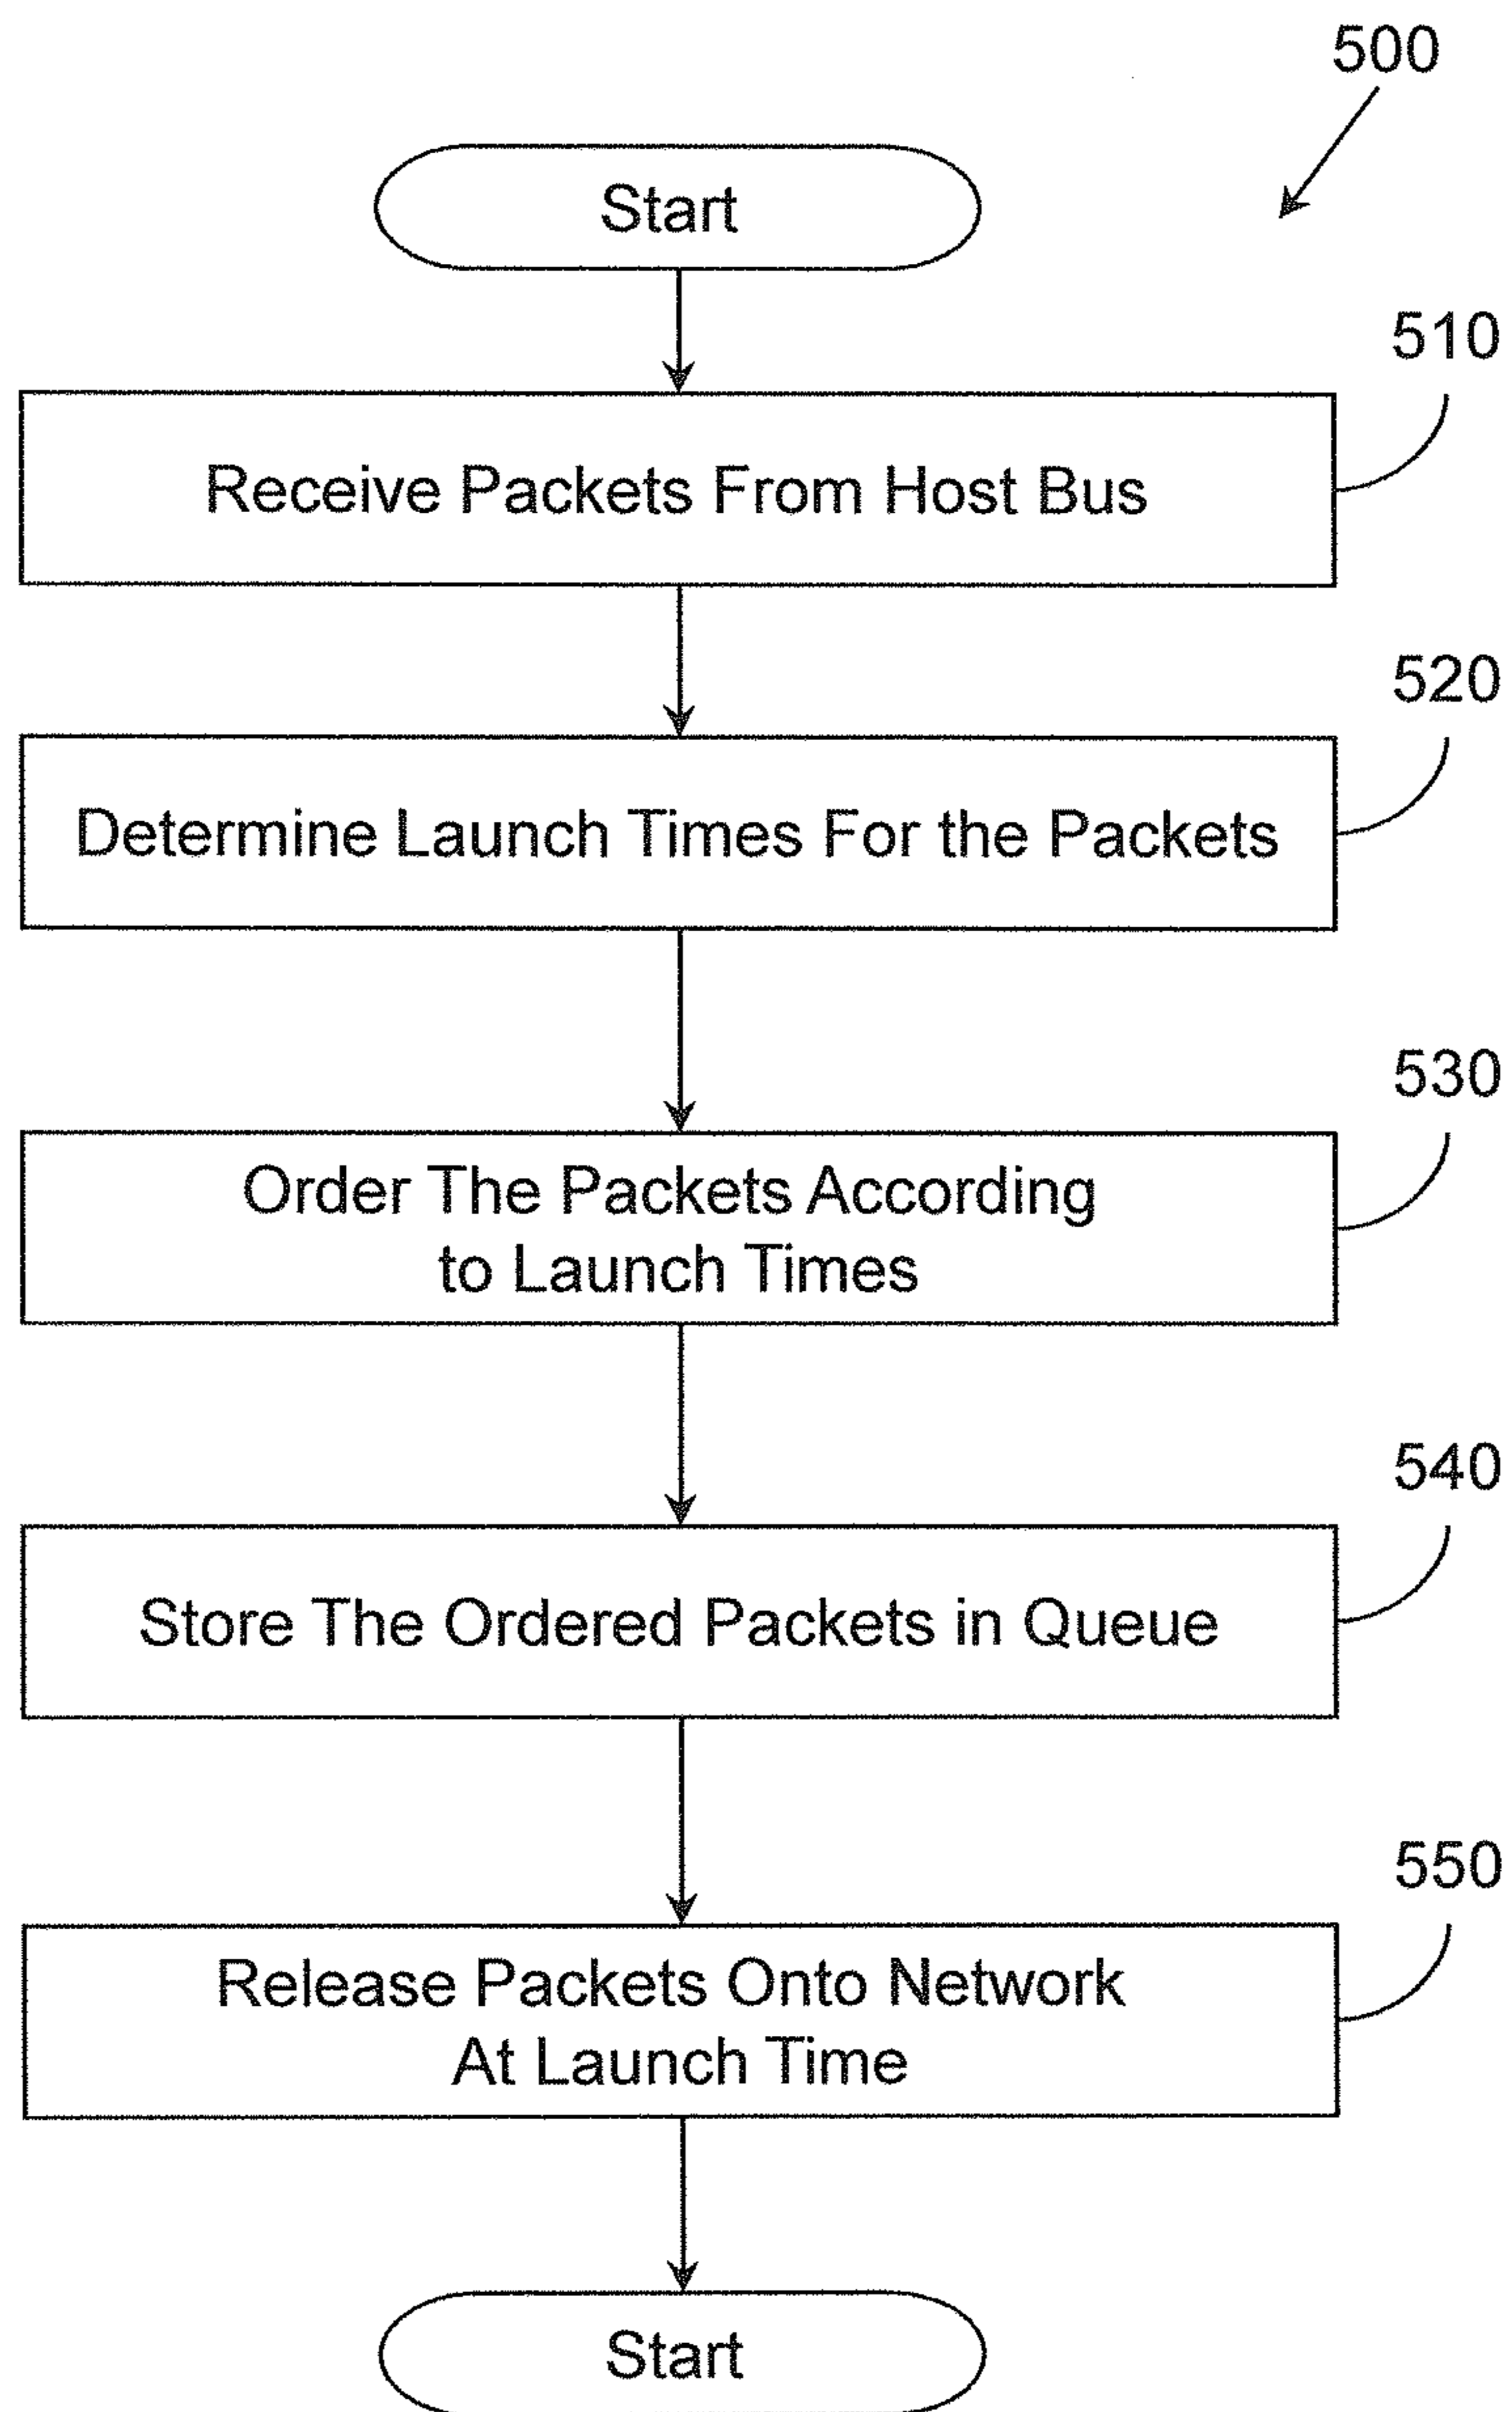 500
Start
510
Receive Packets From Host Bus
520
Determine Launch Times For the Packets
530
Order The Packets According
to Launch Times
540
Store The Ordered Packets in Queue
550
Release Packets Onto Network
At Launch Time
Start